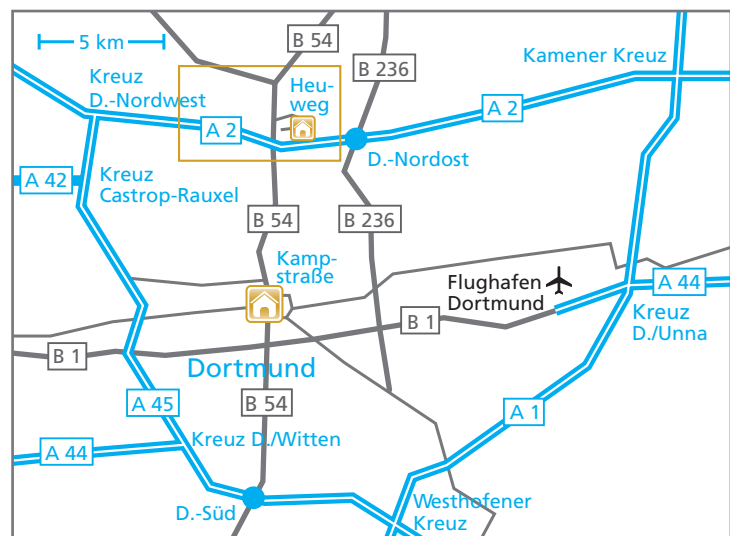 5 km
B 54
Kamener Kreuz
B 236
Kreuz
D.-Nordwest
Heu-
weg
A 2
A 2
D.-Nordost
A 42
Kreuz
Castrop-Rauxel
B 54
B 236
Kamp-
straße
Flughafen
Dortmund
A 44
B 1
Kreuz
D./Unna
B 1
Dortmund
A 45
B 54
A 1
Kreuz D./Witten
A 44
Westhofener
Kreuz
D.-Süd